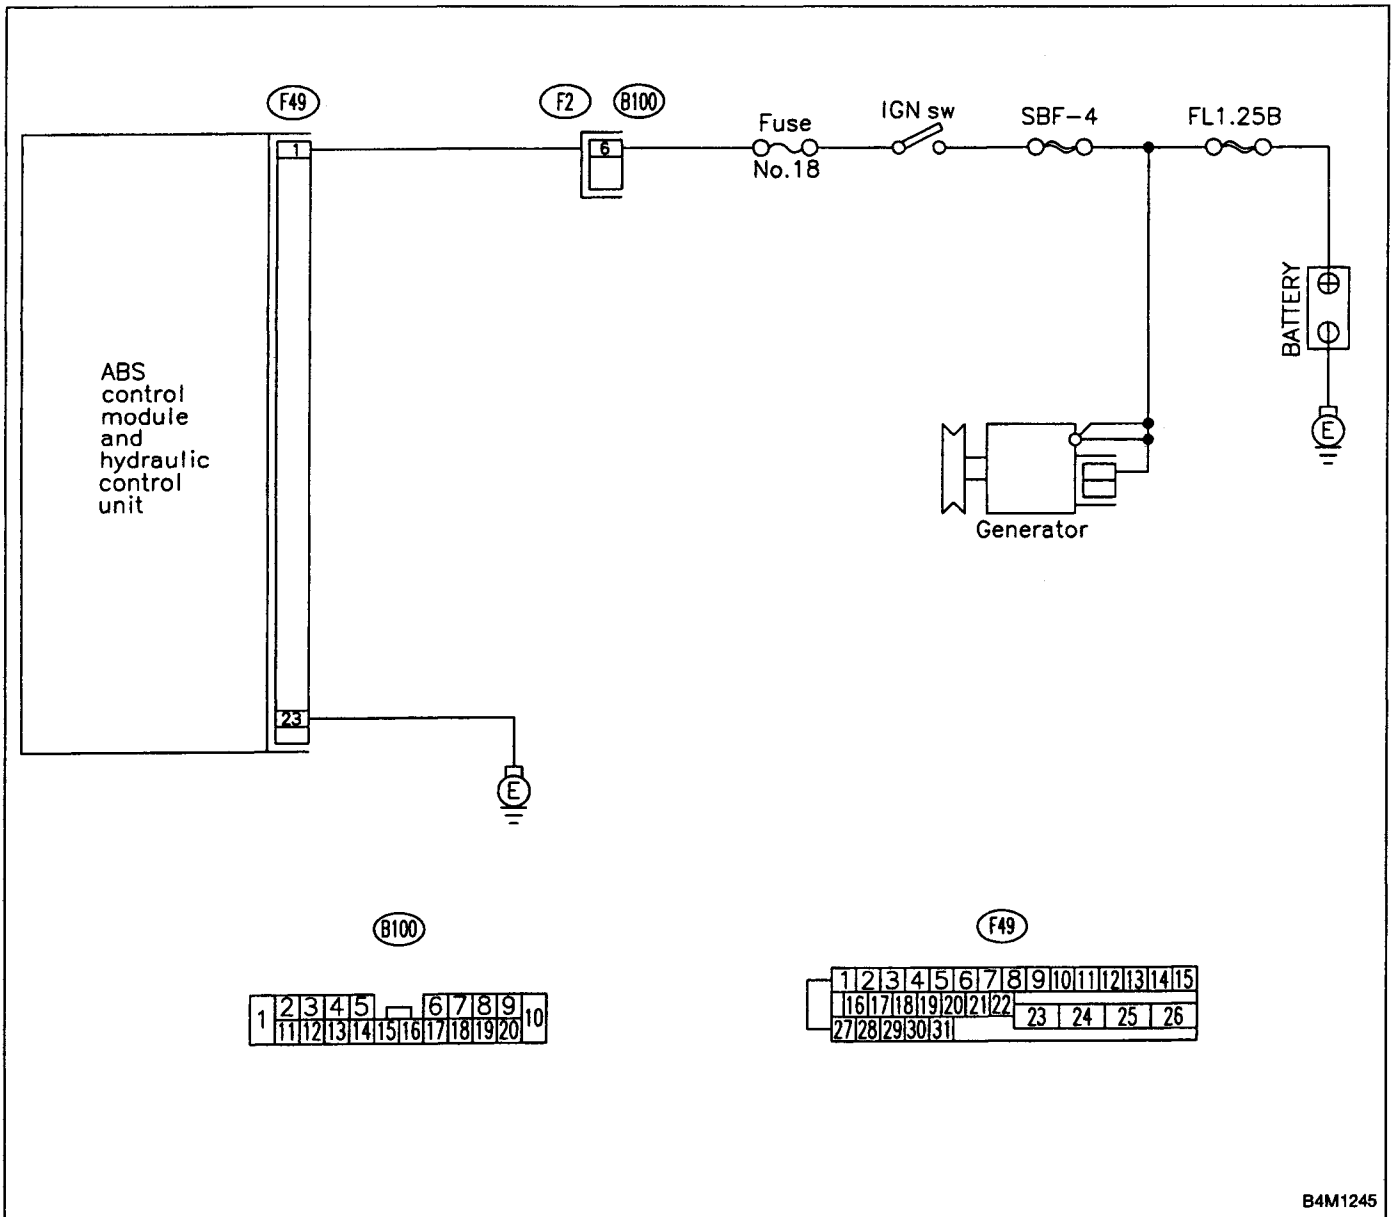 F49
F2
B100
Fuse
No.18
IGN sw
SBF-4
FL1.25B
1
6
BATTERY
ABS
control
module
and
hydraulic
control
unit
E
Generator
23
E
B100
1 2 3 4 5 6 7 8 9 10
11 12 13 14 15 16 17 18 19 20
F49
1 2 3 4 5 6 7 8 9 10 11 12 13 14 15
16 17 18 19 20 21 22 23 24 25 26
27 28 29 30 31
B4M1245